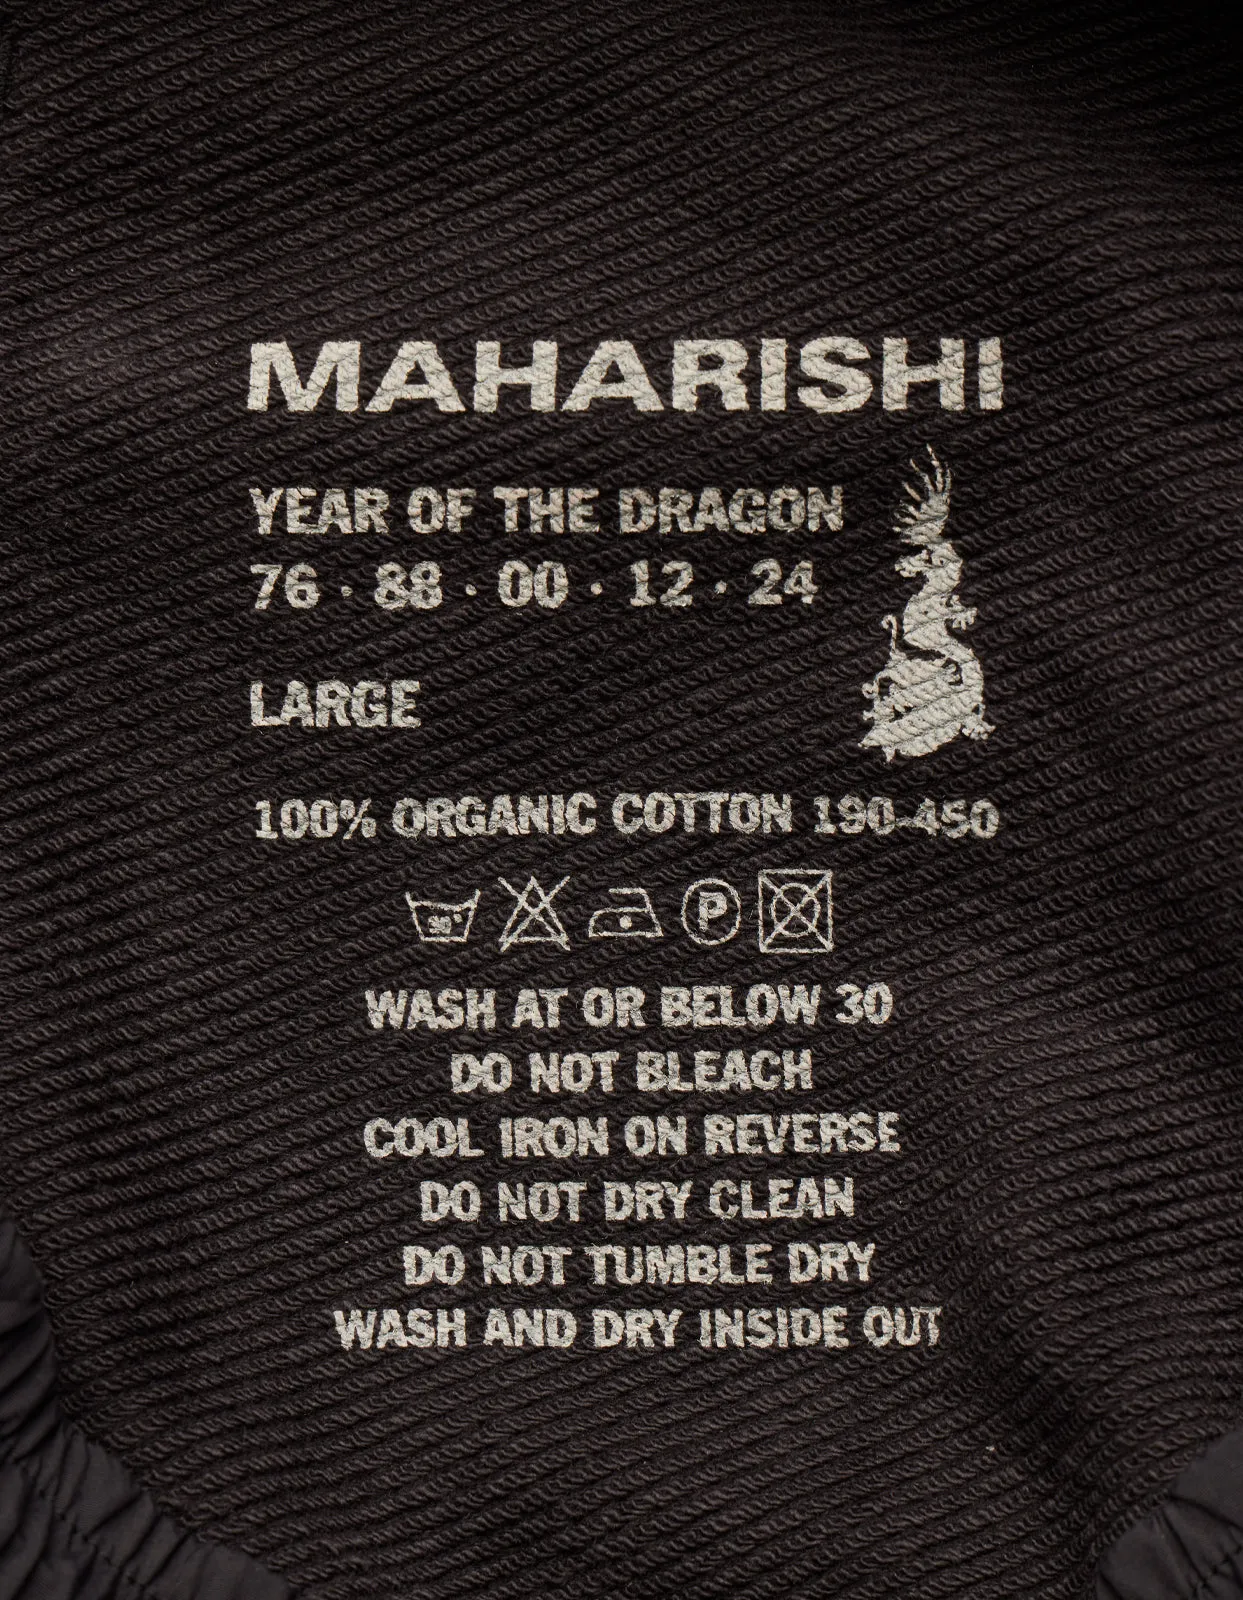 MAHARISHI
YEAR OF THE DRAGON
76 · 88 · 00 · 12 · 24
LARGE
100% ORGANIC COTTON 190-450
30° P
WASH AT OR BELOW 30
DO NOT BLEACH
COOL IRON ON REVERSE
DO NOT DRY CLEAN
DO NOT TUMBLE DRY
WASH AND DRY INSIDE OUT